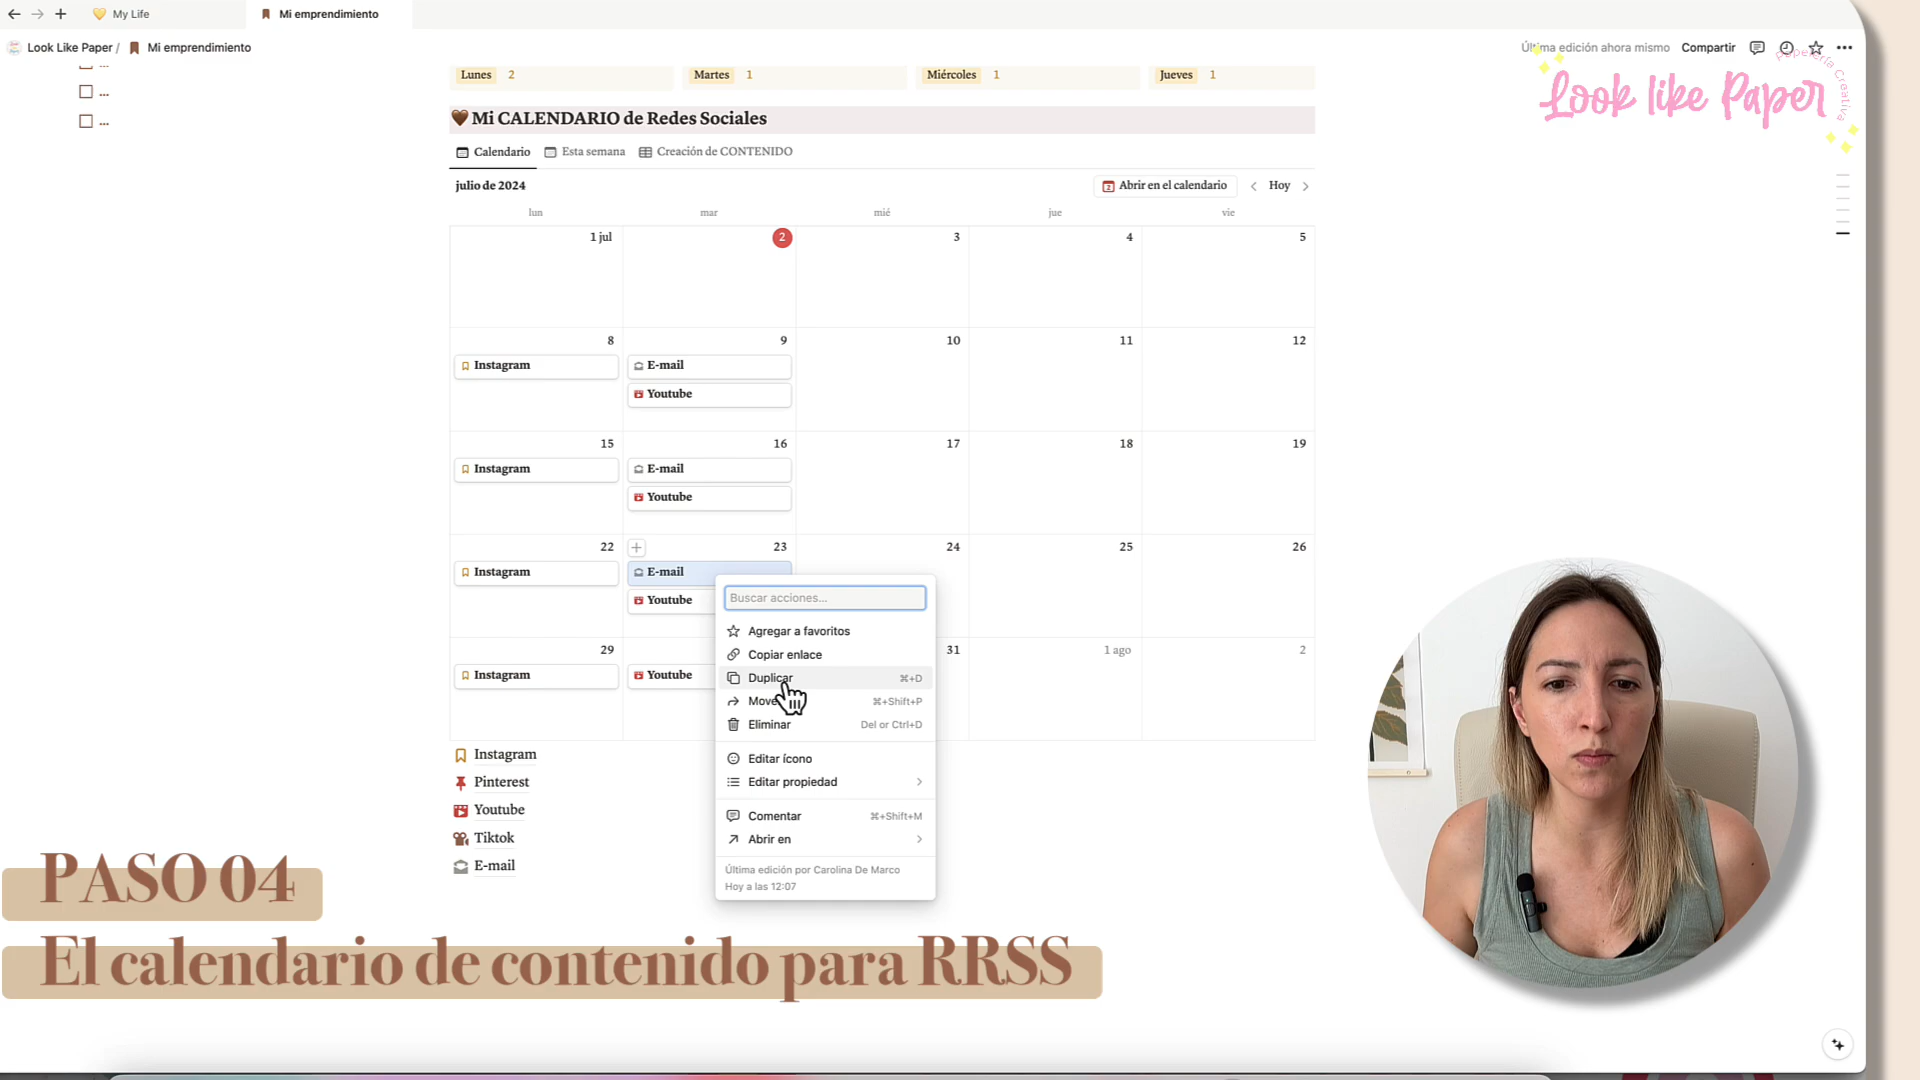 My Life
Mi emprendimiento
Look Like Paper / Mi emprendimiento
Última edición ahora mismo Compartir
Papelería Creativa
Look like Paper
...
...
...
Lunes 2 Martes 1 Miércoles 1 Jueves 1
Mi CALENDARIO de Redes Sociales
Calendario Esta semana Creación de CONTENIDO
julio de 2024 Abrir en el calendario Hoy
lun mar mié jue vie
1 jul 2 3 4 5
8 9 10 11 12
Instagram E-mail
Youtube
15 16 17 18 19
Instagram E-mail
Youtube
22 23 24 25 26
Instagram E-mail
Youtube
29 31 1 ago 2
Instagram Youtube
Buscar acciones...
Agregar a favoritos
Copiar enlace
Duplicar ⌘+D
Move ⌘+Shift+P
Eliminar Del or Ctrl+D
Editar ícono
Editar propiedad
Comentar ⌘+Shift+M
Abrir en
Última edición por Carolina De Marco
Hoy a las 12:07
Instagram
Pinterest
Youtube
Tiktok
E-mail
PASO 04
El calendario de contenido para RRSS